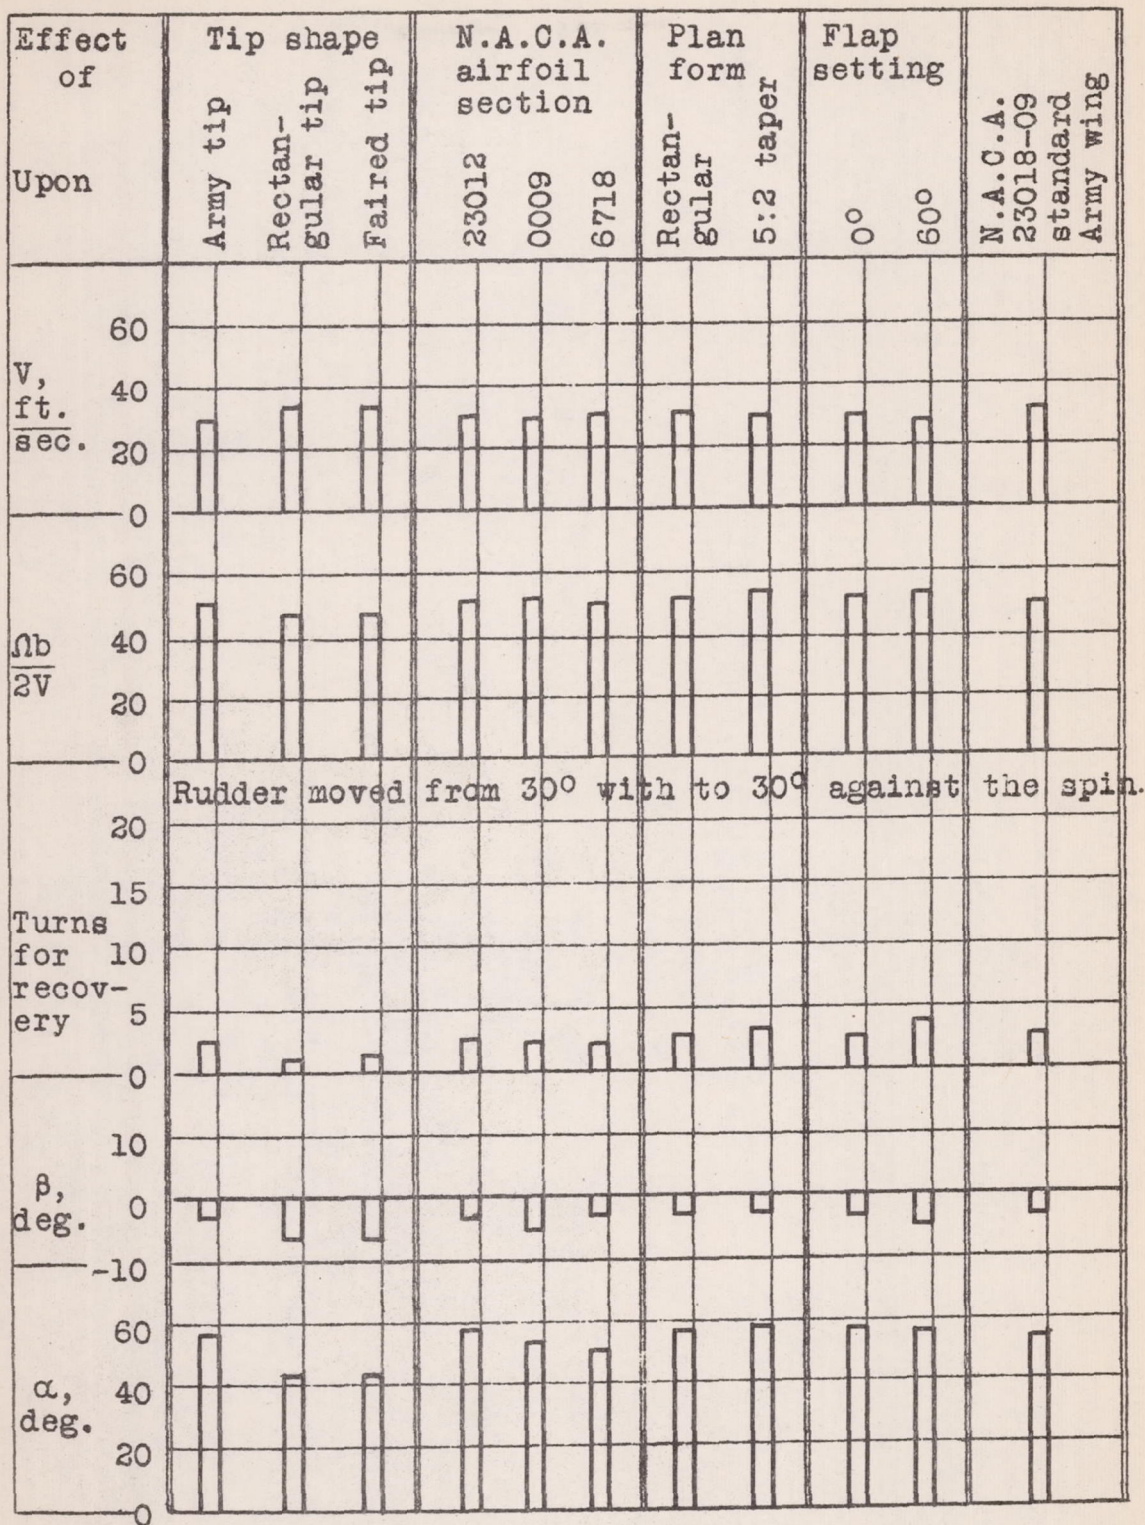 Effect
of
Upon
Tip shape
Army tip
Rectan-
gular tip
Faired tip
N.A.C.A.
airfoil
section
23012
0009
6718
Plan
form
Rectan-
gular
5:2 taper
Flap
setting
0°
60°
N.A.C.A.
23018-09
standard
Army wing
V,
ft.
sec.
60
40
20
0
Ωb
2V
60
40
20
0
Rudder moved from 30° with to 30° against the spin.
Turns
for
recov-
ery
20
15
10
5
0
β,
deg.
10
0
-10
α,
deg.
60
40
20
0